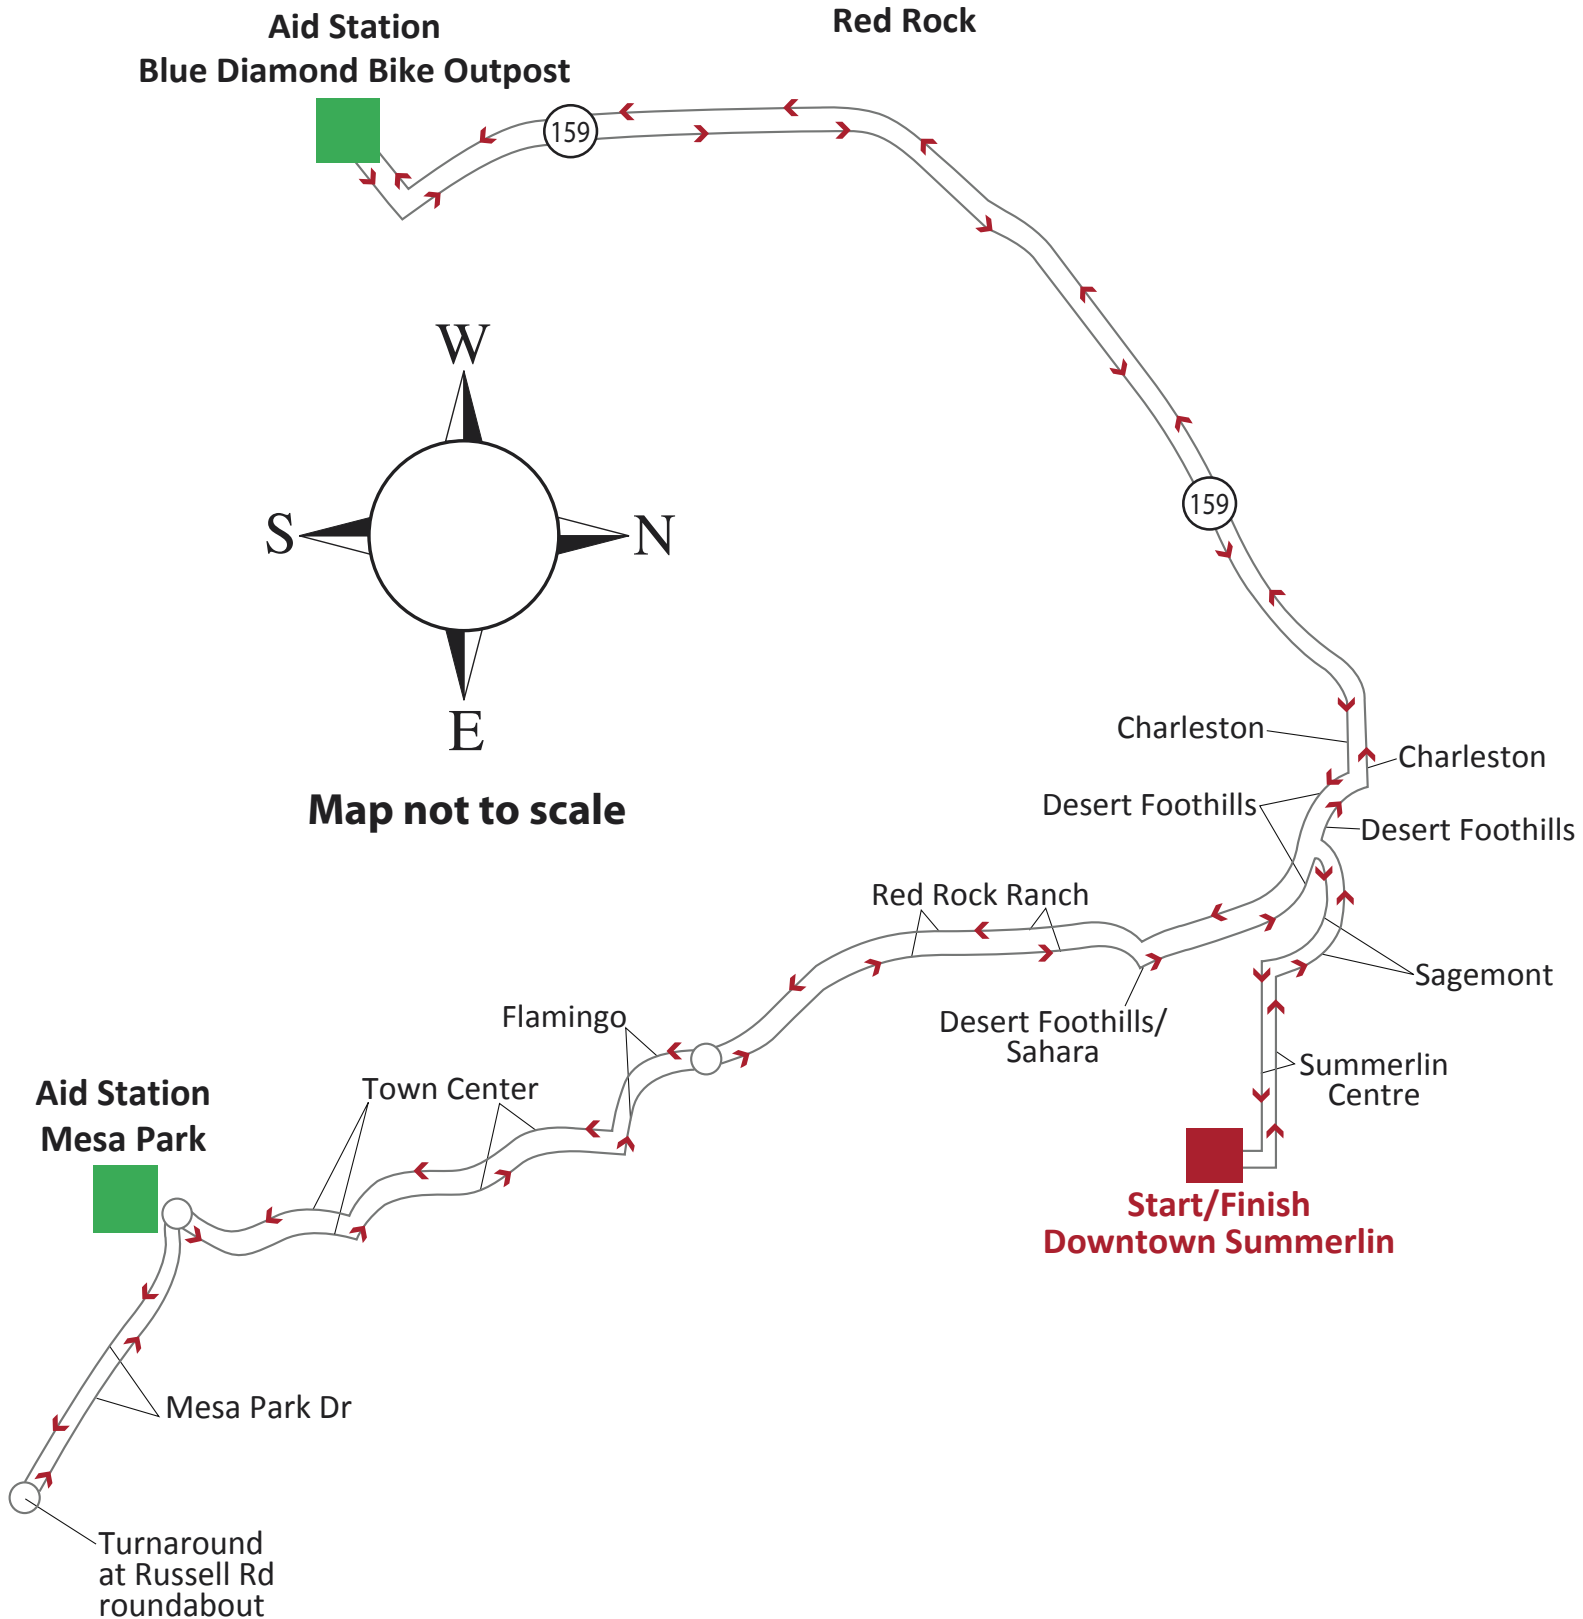 Aid Station
Blue Diamond Bike Outpost
Red Rock
159
W
S
N
E
Map not to scale
159
Charleston
Charleston
Desert Foothills
Desert Foothills
Red Rock Ranch
Sagemont
Desert Foothills/
Sahara
Flamingo
Summerlin
Centre
Town Center
Aid Station
Mesa Park
Start/Finish
Downtown Summerlin
Mesa Park Dr
Turnaround
at Russell Rd
roundabout